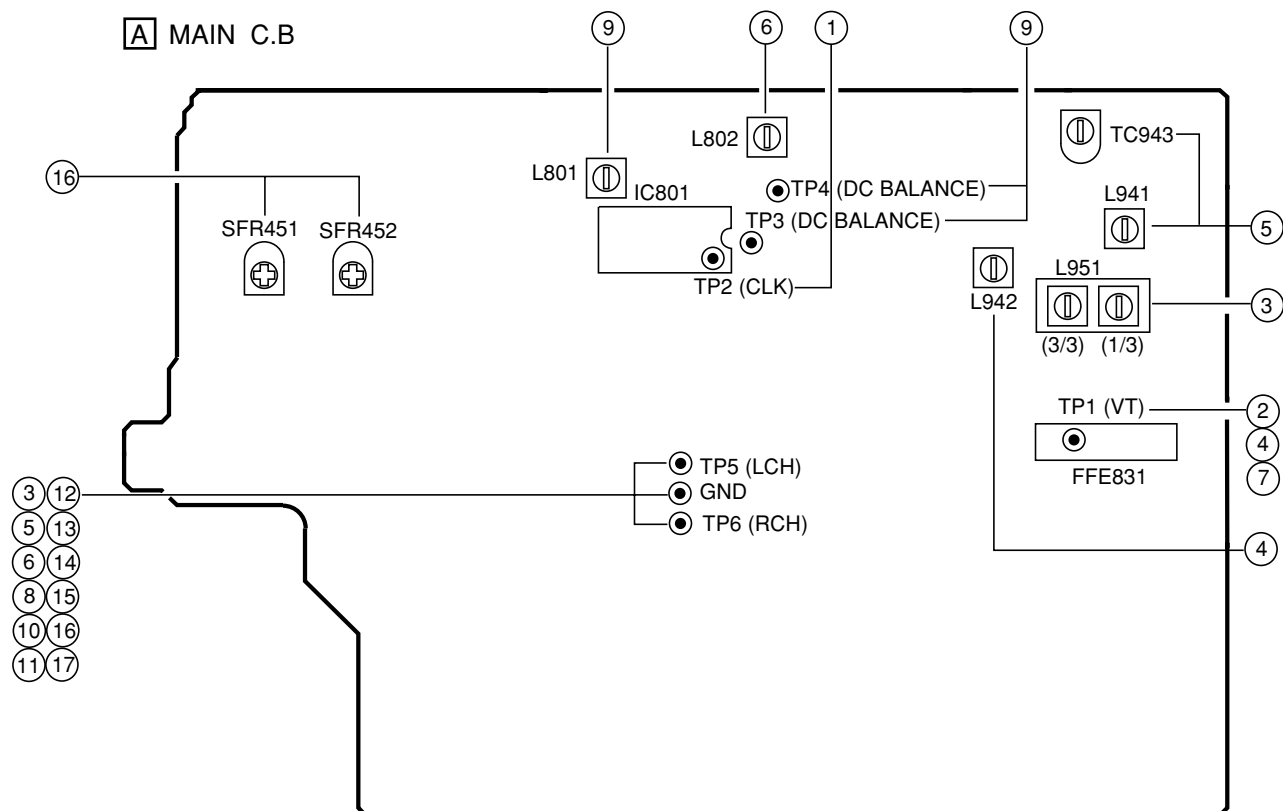 A MAIN C.B
9 6 1 9
L802
TC943
L801
IC801
TP4 (DC BALANCE)
L941
16
TP3 (DC BALANCE)
SFR451 SFR452
5
TP2 (CLK)
L942
L951
3
(3/3) (1/3)
TP1 (VT)
2
4
7
FFE831
TP5 (LCH)
GND
TP6 (RCH)
3 12
5 13
6 14
8 15
10 16
11 17
4